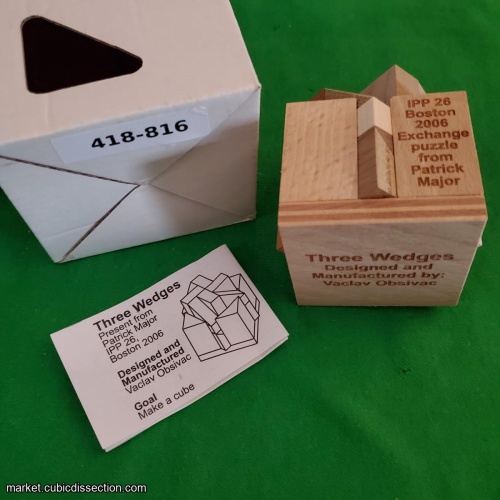 418-816
IPP 26
Boston
2006
Exchange
puzzle
from
Patrick
Major
Three Wedges
Designed and
Manufactured by:
Vaclav Obsivac
Three Wedges
Present from
Patrick Major
IPP 26,
Boston 2006
Designed and
Manufactured
Vaclav Obsivac
Goal
Make a cube
market.cubicdissection.com